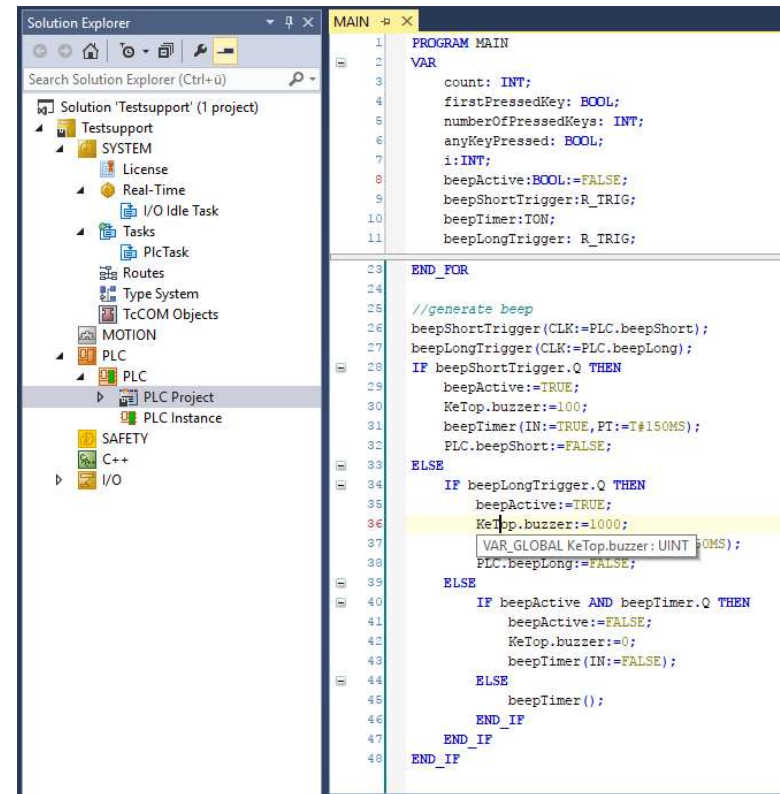 Solution Explorer
Search Solution Explorer (Ctrl+ü)
Solution 'Testsupport' (1 project)
Testsupport
SYSTEM
License
Real-Time
I/O Idle Task
Tasks
PlcTask
Routes
Type System
TcCOM Objects
MOTION
PLC
PLC
PLC Project
PLC Instance
SAFETY
C++
I/O
MAIN
1 PROGRAM MAIN
2 VAR
3 count: INT;
4 firstPressedKey: BOOL;
5 numberOfPressedKeys: INT;
6 anyKeyPressed: BOOL;
7 i:INT;
8 beepActive:BOOL:=FALSE;
9 beepShortTrigger:R_TRIG;
10 beepTimer:TON;
11 beepLongTrigger: R_TRIG;
23 END_FOR
24
25 //generate beep
26 beepShortTrigger(CLK:=PLC.beepShort);
27 beepLongTrigger(CLK:=PLC.beepLong);
28 IF beepShortTrigger.Q THEN
29 beepActive:=TRUE;
30 KeTop.buzzer:=100;
31 beepTimer(IN:=TRUE,PT:=T#150MS);
32 PLC.beepShort:=FALSE;
33 ELSE
34 IF beepLongTrigger.Q THEN
35 beepActive:=TRUE;
36 KeTop.buzzer:=1000;
37 VAR_GLOBAL KeTop.buzzer : UINT 0MS);
38 PLC.beepLong:=FALSE;
39 ELSE
40 IF beepActive AND beepTimer.Q THEN
41 beepActive:=FALSE;
42 KeTop.buzzer:=0;
43 beepTimer(IN:=FALSE);
44 ELSE
45 beepTimer();
46 END_IF
47 END_IF
48 END_IF